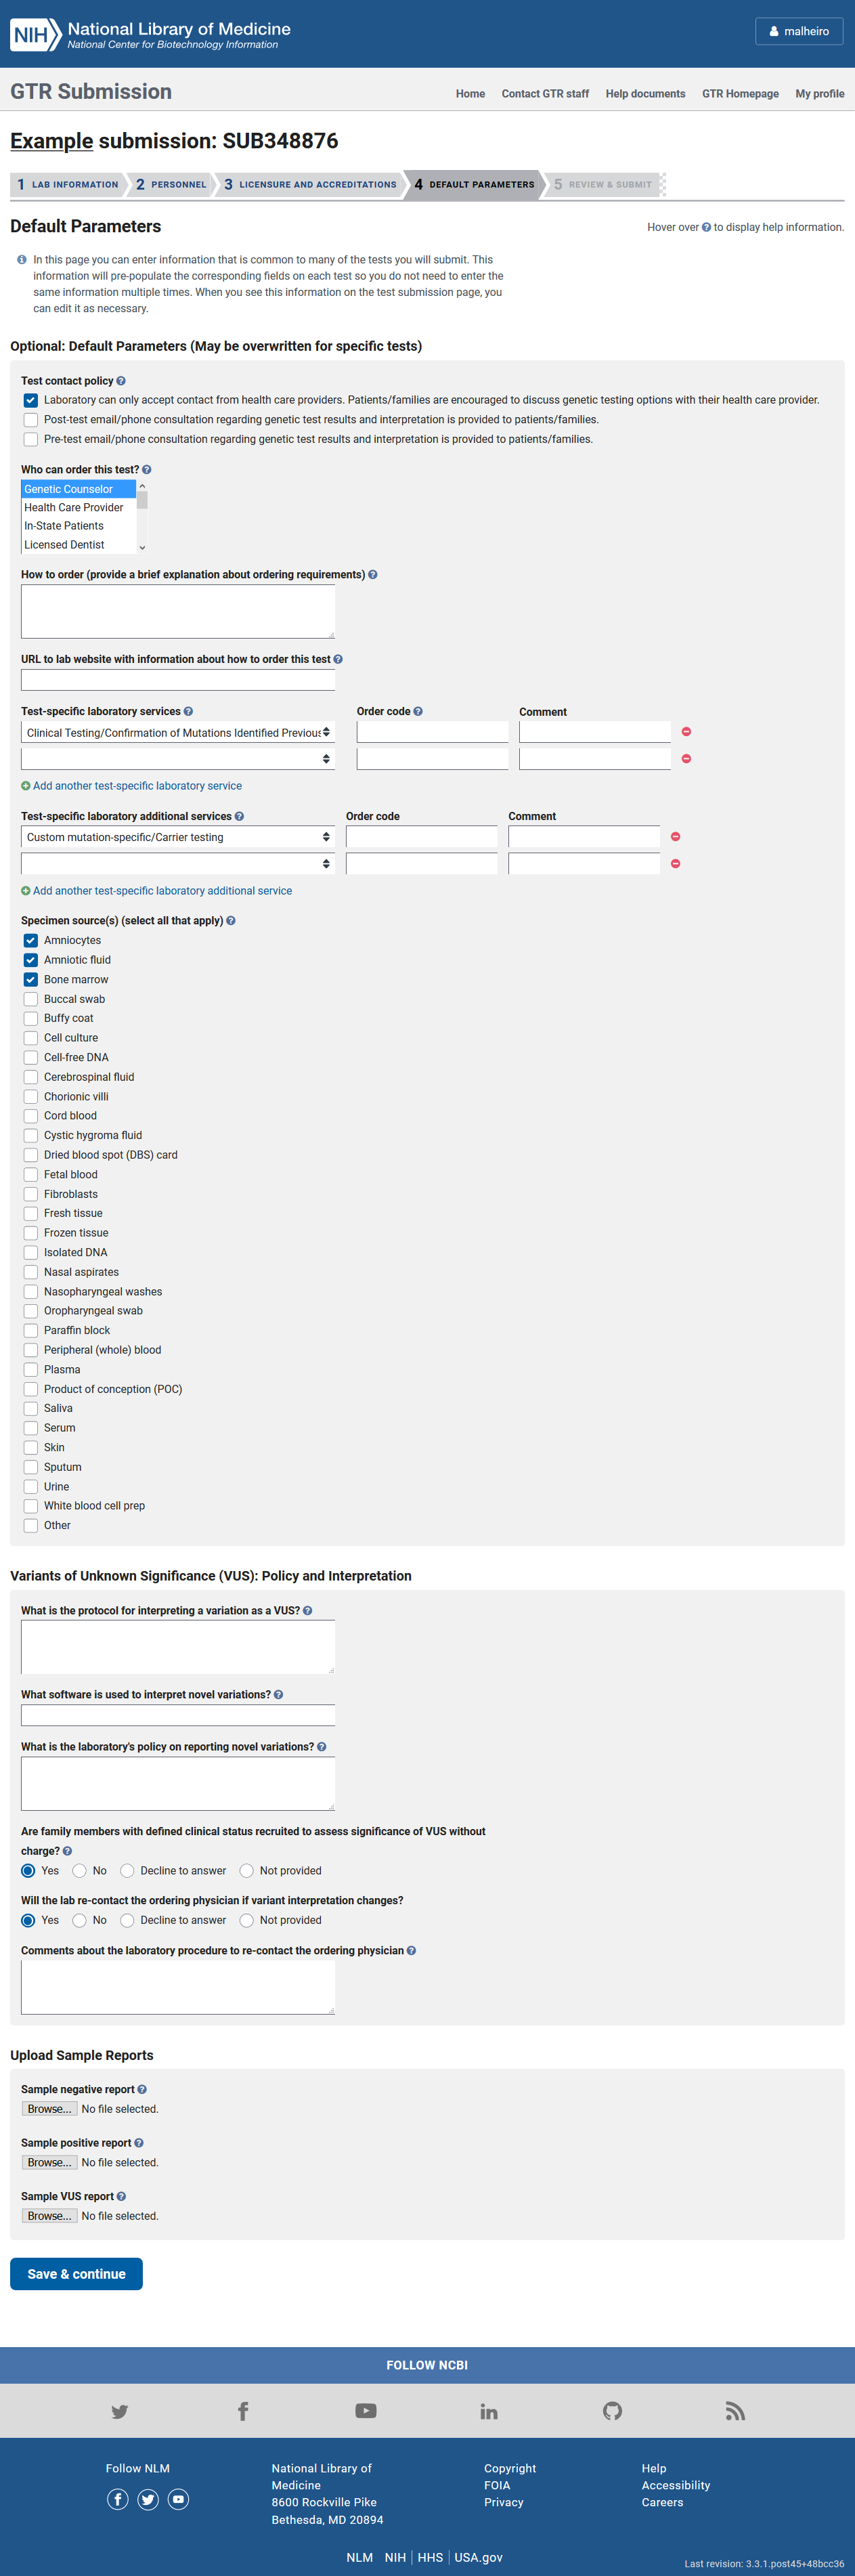 NIH National Library of Medicine
National Center for Biotechnology Information
malheiro
GTR Submission
Home Contact GTR staff Help documents GTR Homepage My profile
Example submission: SUB348876
1 LAB INFORMATION 2 PERSONNEL 3 LICENSURE AND ACCREDITATIONS 4 DEFAULT PARAMETERS 5 REVIEW & SUBMIT
Default Parameters
Hover over ? to display help information.
In this page you can enter information that is common to many of the tests you will submit. This
information will pre-populate the corresponding fields on each test so you do not need to enter the
same information multiple times. When you see this information on the test submission page, you
can edit it as necessary.
Optional: Default Parameters (May be overwritten for specific tests)
Test contact policy ?
Laboratory can only accept contact from health care providers. Patients/families are encouraged to discuss genetic testing options with their health care provider.
Post-test email/phone consultation regarding genetic test results and interpretation is provided to patients/families.
Pre-test email/phone consultation regarding genetic test results and interpretation is provided to patients/families.
Who can order this test? ?
Genetic Counselor
Health Care Provider
In-State Patients
Licensed Dentist
How to order (provide a brief explanation about ordering requirements) ?
URL to lab website with information about how to order this test ?
Test-specific laboratory services ? Order code ? Comment
Clinical Testing/Confirmation of Mutations Identified Previous
Add another test-specific laboratory service
Test-specific laboratory additional services ? Order code Comment
Custom mutation-specific/Carrier testing
Add another test-specific laboratory additional service
Specimen source(s) (select all that apply) ?
Amniocytes
Amniotic fluid
Bone marrow
Buccal swab
Buffy coat
Cell culture
Cell-free DNA
Cerebrospinal fluid
Chorionic villi
Cord blood
Cystic hygroma fluid
Dried blood spot (DBS) card
Fetal blood
Fibroblasts
Fresh tissue
Frozen tissue
Isolated DNA
Nasal aspirates
Nasopharyngeal washes
Oropharyngeal swab
Paraffin block
Peripheral (whole) blood
Plasma
Product of conception (POC)
Saliva
Serum
Skin
Sputum
Urine
White blood cell prep
Other
Variants of Unknown Significance (VUS): Policy and Interpretation
What is the protocol for interpreting a variation as a VUS? ?
What software is used to interpret novel variations? ?
What is the laboratory's policy on reporting novel variations? ?
Are family members with defined clinical status recruited to assess significance of VUS without
charge? ?
Yes No Decline to answer Not provided
Will the lab re-contact the ordering physician if variant interpretation changes?
Yes No Decline to answer Not provided
Comments about the laboratory procedure to re-contact the ordering physician ?
Upload Sample Reports
Sample negative report ?
Browse... No file selected.
Sample positive report ?
Browse... No file selected.
Sample VUS report ?
Browse... No file selected.
Save & continue
FOLLOW NCBI
Follow NLM
National Library of
Medicine
8600 Rockville Pike
Bethesda, MD 20894
Copyright
FOIA
Privacy
Help
Accessibility
Careers
NLM NIH HHS USA.gov
Last revision: 3.3.1.post45+48bcc36